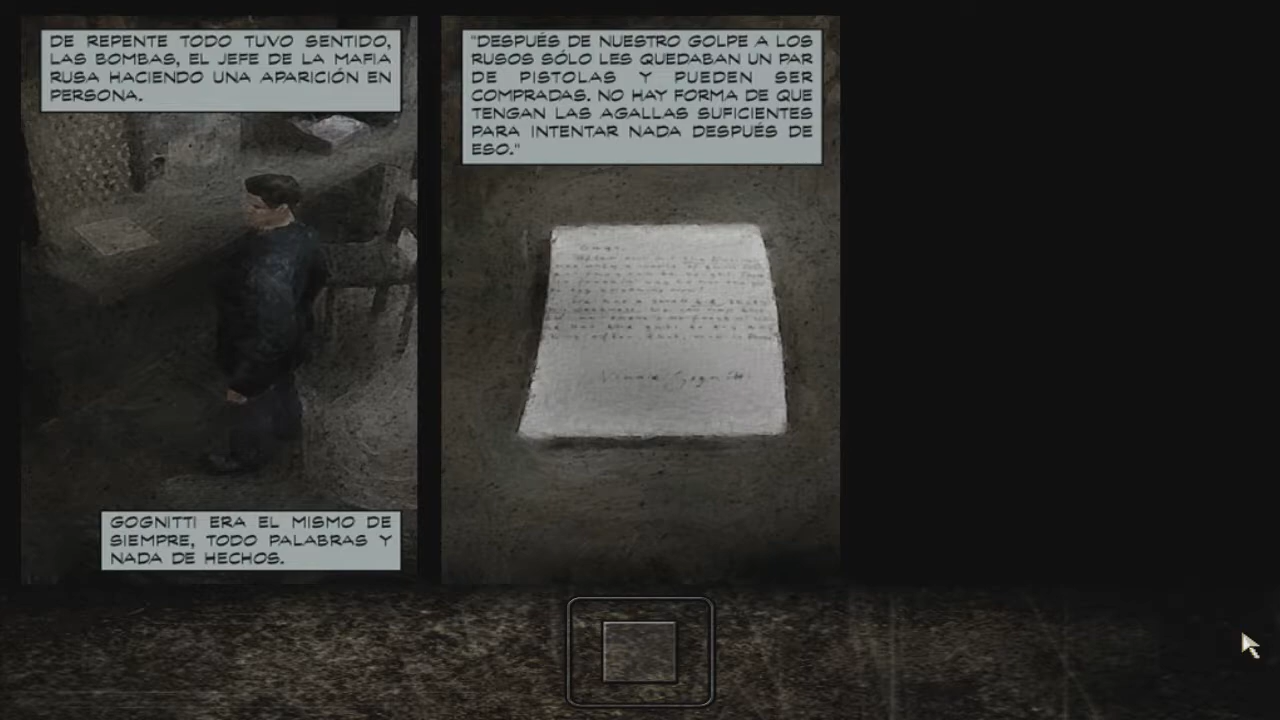 DE REPENTE TODO TUVO SENTIDO,
LAS BOMBAS, EL JEFE DE LA MAFIA
RUSA HACIENDO UNA APARICIÓN EN
PERSONA.
GOGNITTI ERA EL MISMO DE
SIEMPRE, TODO PALABRAS Y
NADA DE HECHOS.
"DESPUÉS DE NUESTRO GOLPE A LOS
RUSOS SÓLO LES QUEDABAN UN PAR
DE PISTOLAS Y PUEDEN SER
COMPRADAS. NO HAY FORMA DE QUE
TENGAN LAS AGALLAS SUFICIENTES
PARA INTENTAR NADA DESPUÉS DE
ESO."